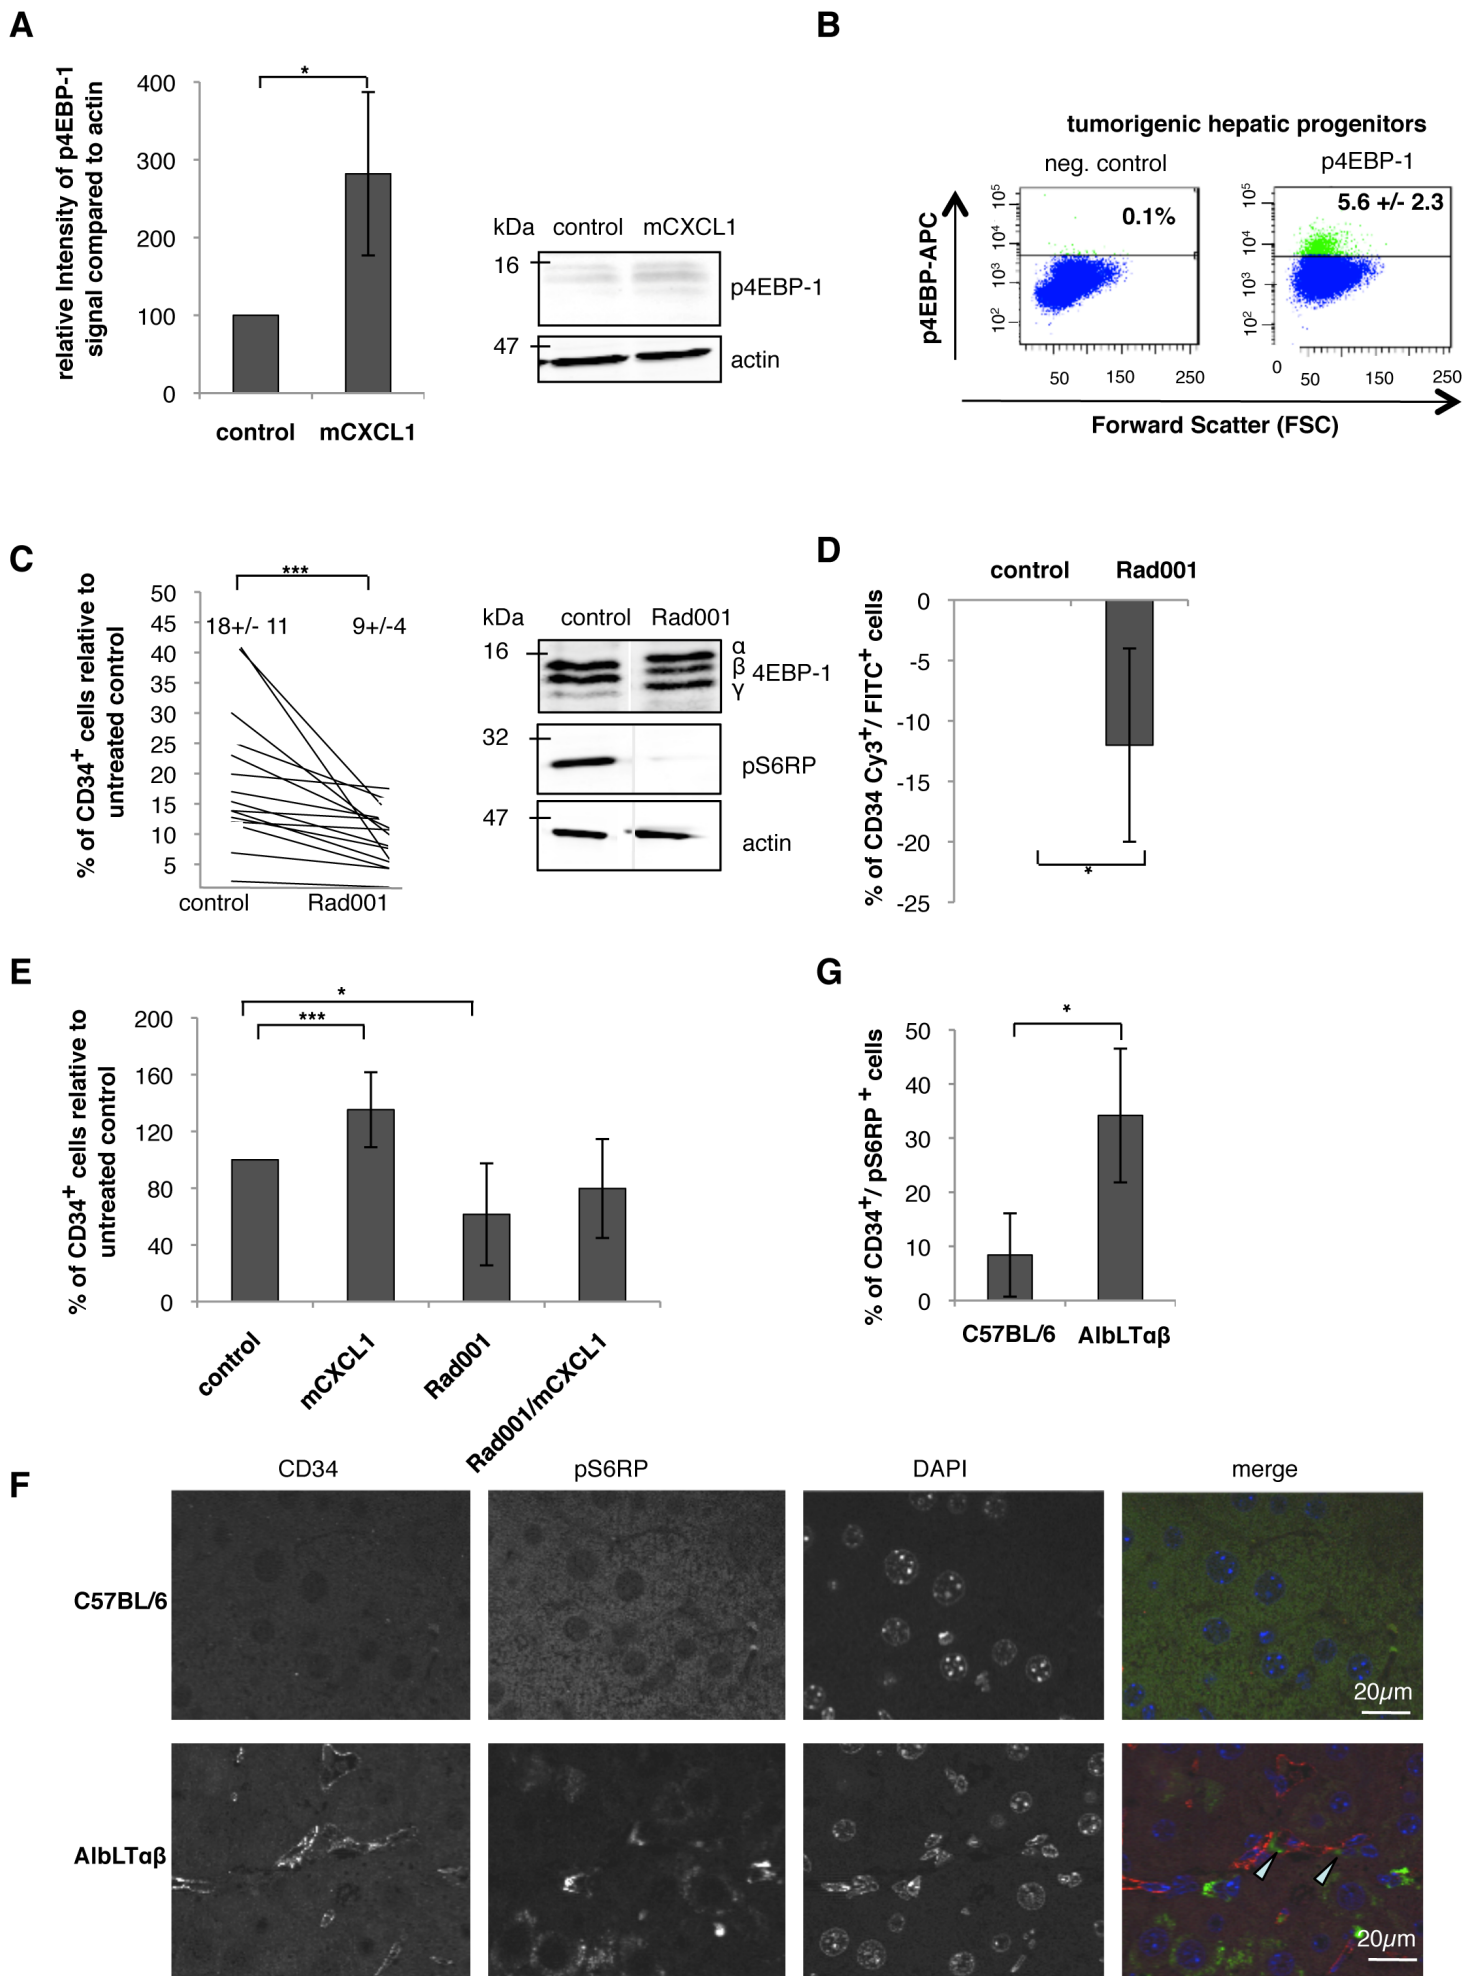 A
relative Intensity of p4EBP-1
signal compared to actin
400
300
200
100
0
*
control
mCXCL1
kDa
control
mCXCL1
16
p4EBP-1
47
actin
B
tumorigenic hepatic progenitors
neg. control
p4EBP-1
p4EBP-APC
10⁵
10⁴
10³
10²
0.1%
50
150
250
10⁵
10⁴
10³
10²
0
5.6 +/- 2.3
50
150
250
Forward Scatter (FSC)
C
% of CD34⁺ cells relative to
untreated control
50
45
40
35
30
25
20
15
10
5
***
18+/- 11
9+/-4
control
Rad001
kDa
control
Rad001
16
α
β
γ
4EBP-1
32
pS6RP
47
actin
D
control
Rad001
% of CD34 Cy3⁺/ FITC⁺ cells
0
-5
-10
-15
-20
-25
*
E
% of CD34⁺ cells relative to
untreated control
200
160
120
80
40
0
*
***
control
mCXCL1
Rad001
Rad001/mCXCL1
G
% of CD34⁺/ pS6RP⁺ cells
50
40
30
20
10
0
*
C57BL/6
AlbLTαβ
F
CD34
pS6RP
DAPI
merge
C57BL/6
20μm
AlbLTαβ
20μm